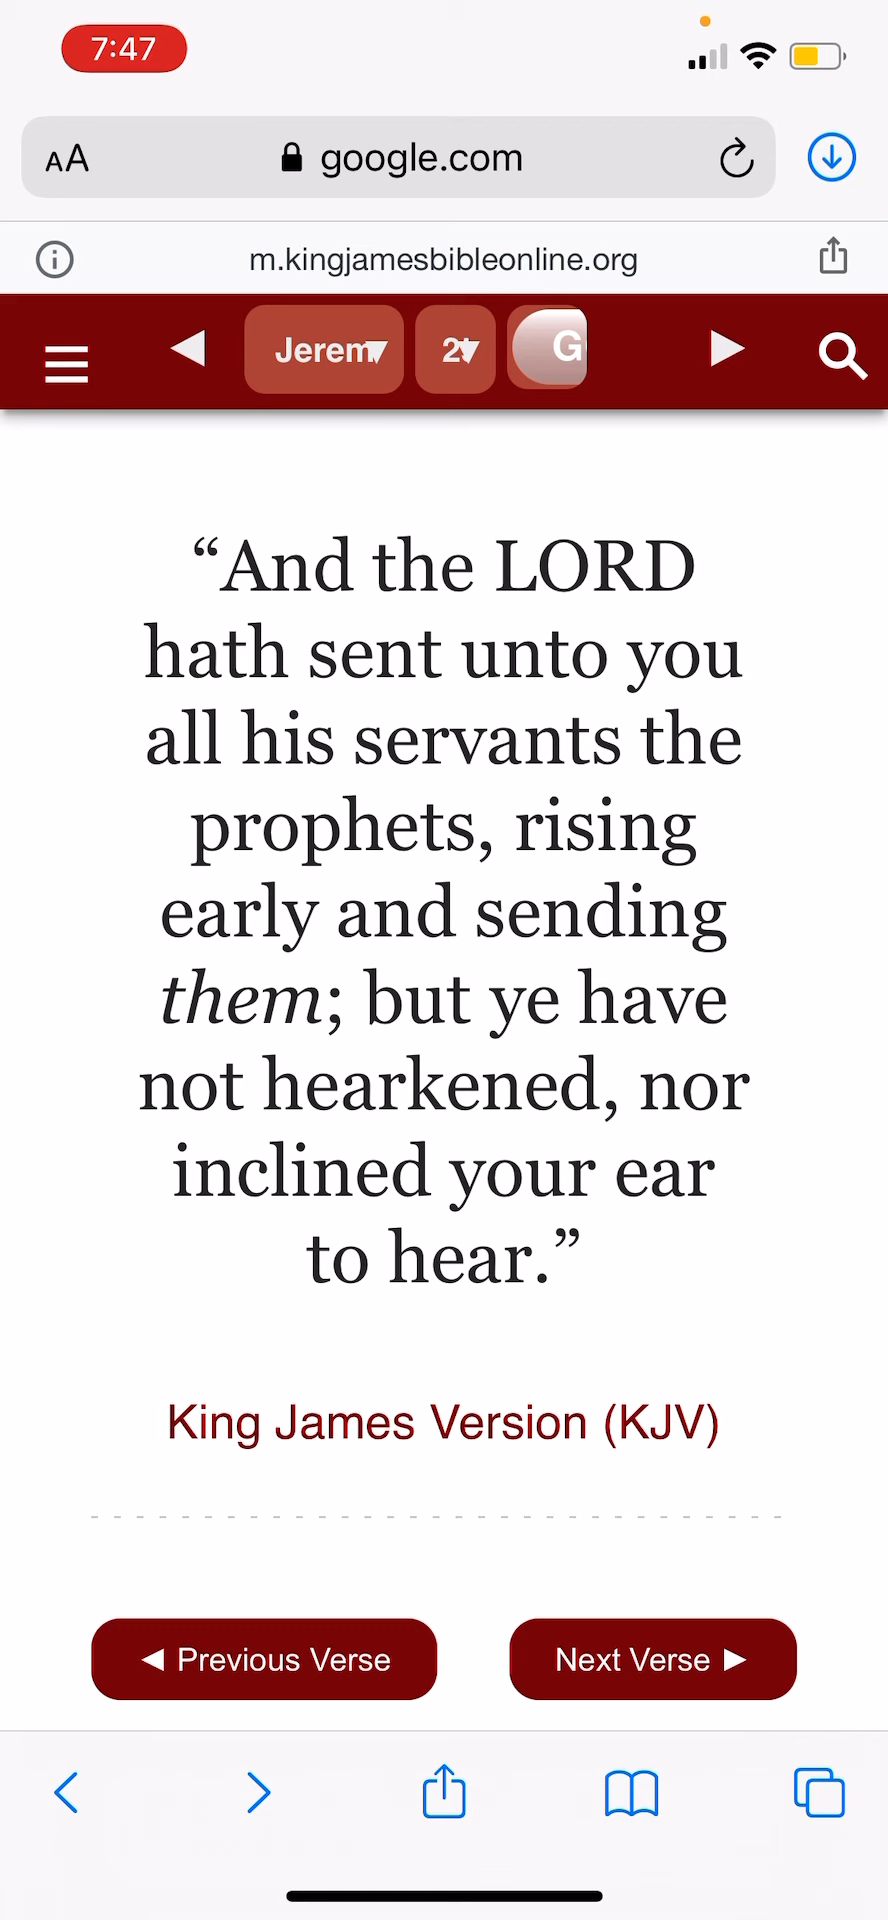 7:47
AA google.com
m.kingjamesbibleonline.org
Jerem 2 G
“And the LORD
hath sent unto you
all his servants the
prophets, rising
early and sending
them; but ye have
not hearkened, nor
inclined your ear
to hear.”
King James Version (KJV)
◄ Previous Verse Next Verse ►